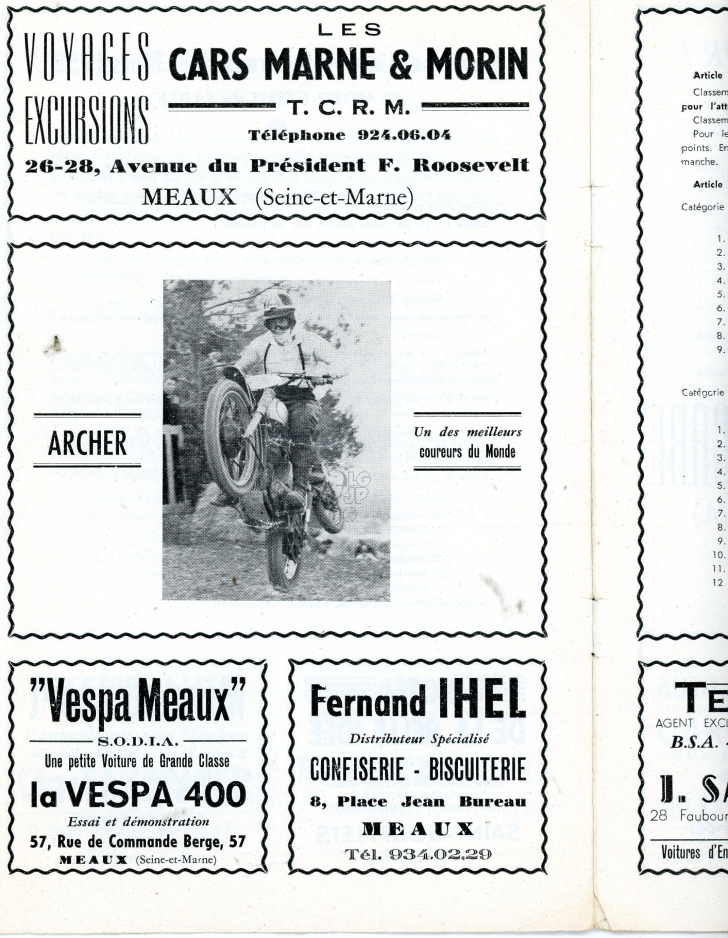 VOYAGES
EXCURSIONS
LES
CARS MARNE & MORIN
T. C. R. M.
Téléphone 924.06.04
26-28, Avenue du Président F. Roosevelt
MEAUX (Seine-et-Marne)
ARCHER
Un des meilleurs
coureurs du Monde
"Vespa Meaux"
S.O.D.I.A.
Une petite Voiture de Grande Classe
la VESPA 400
Essai et démonstration
57, Rue de Commande Berge, 57
MEAUX (Seine-et-Marne)
Fernand IHEL
Distributeur Spécialisé
CONFISERIE - BISCUITERIE
8, Place Jean Bureau
MEAUX
Tél. 934.02.29
Article
Classem
pour l'att
Classem
Pour le
points. En
manche.
Article
Catégorie
1.
2.
3.
4.
5.
6.
7.
8.
9.
Catégorie
1.
2.
3.
4.
5.
6.
7.
8.
9.
10.
11.
12
TE
AGENT EXCLU
B.S.A.
J. SA
28 Faubour
Voitures d'En